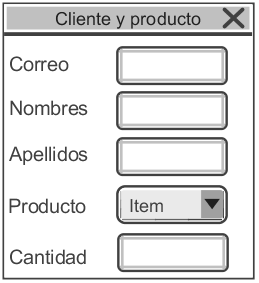 Cliente y producto
Correo
Nombres
Apellidos
Producto Item
Cantidad